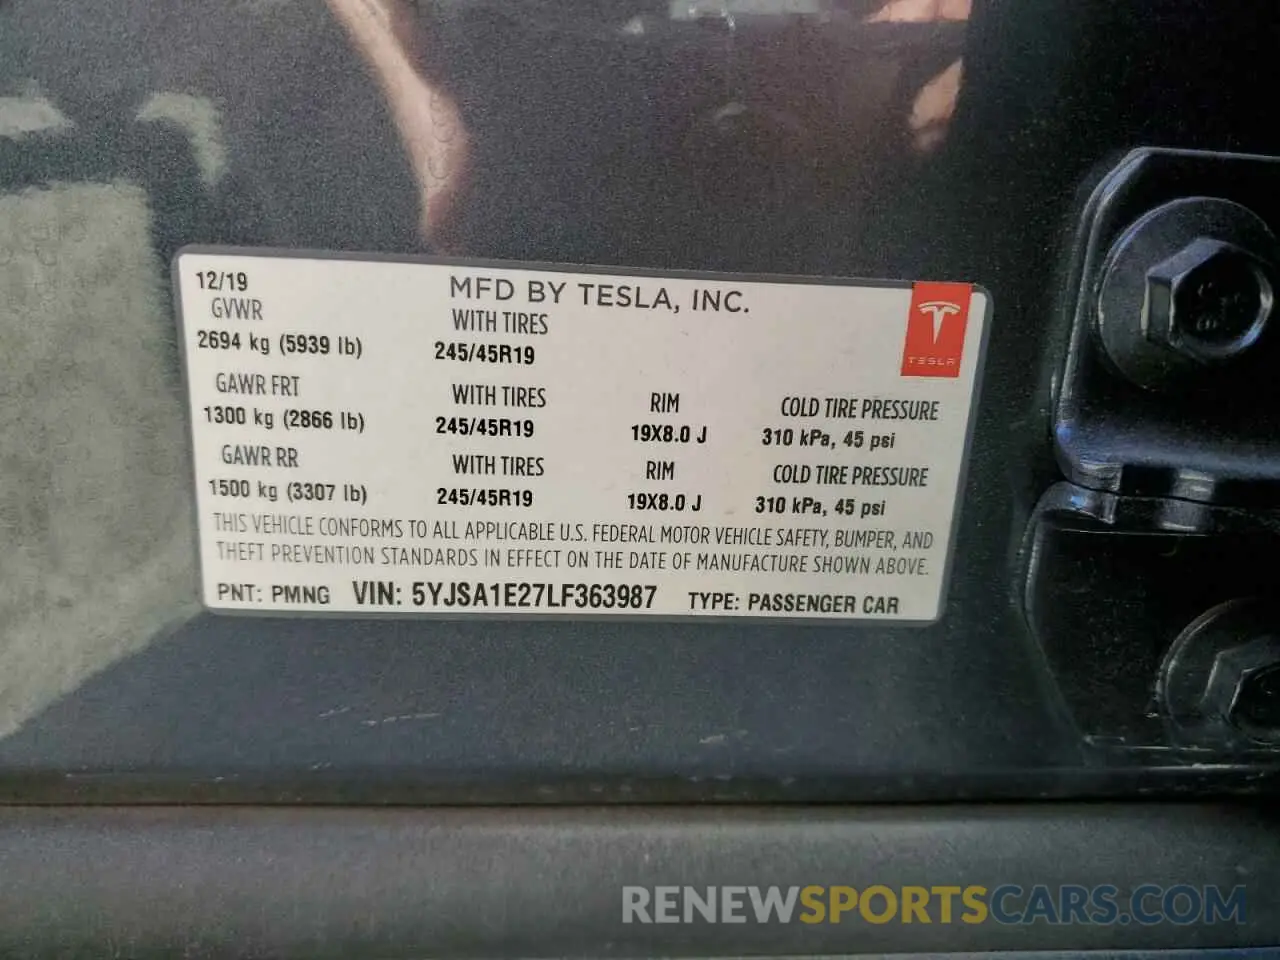 12/19
MFD BY TESLA, INC.
GVWR WITH TIRES
2694 kg (5939 lb) 245/45R19
TESLA
GAWR FRT WITH TIRES RIM COLD TIRE PRESSURE
1300 kg (2866 lb) 245/45R19 19X8.0 J 310 kPa, 45 psi
GAWR RR WITH TIRES RIM COLD TIRE PRESSURE
1500 kg (3307 lb) 245/45R19 19X8.0 J 310 kPa, 45 psi
THIS VEHICLE CONFORMS TO ALL APPLICABLE U.S. FEDERAL MOTOR VEHICLE SAFETY, BUMPER, AND
THEFT PREVENTION STANDARDS IN EFFECT ON THE DATE OF MANUFACTURE SHOWN ABOVE.
PNT: PMNG VIN: 5YJSA1E27LF363987 TYPE: PASSENGER CAR
RENEWSPORTSCARS.COM